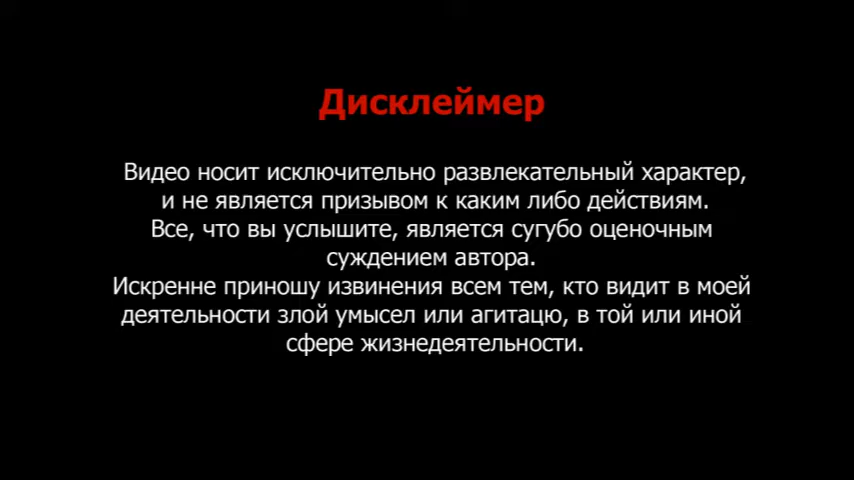 Дисклеймер
Видео носит исключительно развлекательный характер,
и не является призывом к каким либо действиям.
Все, что вы услышите, является сугубо оценочным
суждением автора.
Искренне приношу извинения всем тем, кто видит в моей
деятельности злой умысел или агитацю, в той или иной
сфере жизнедеятельности.